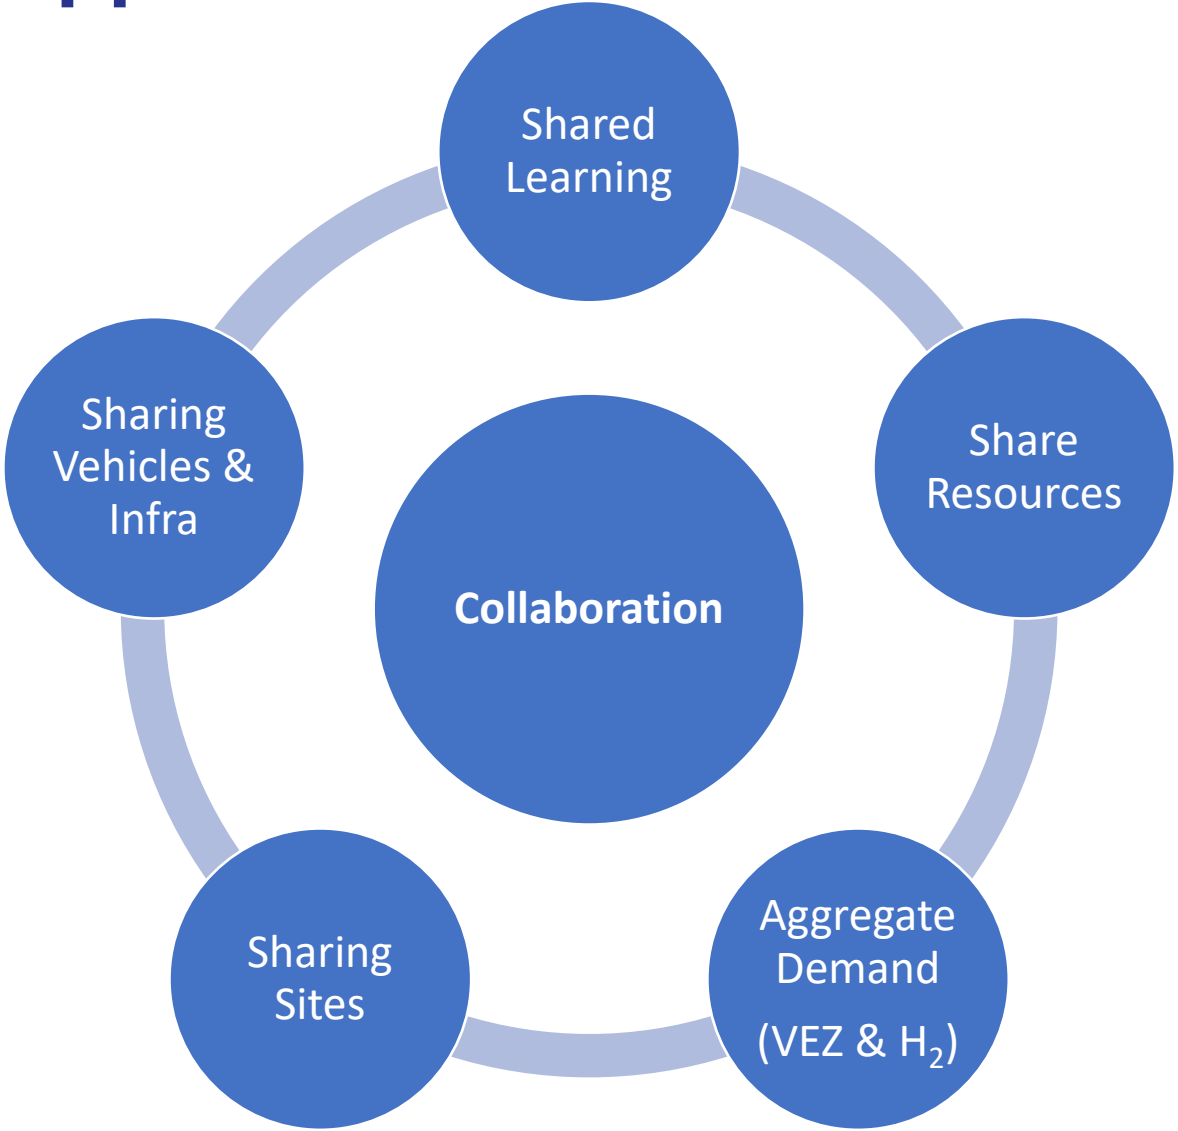 Shared
Learning
Share
Resources
Aggregate
Demand
(VEZ & H₂)
Sharing
Sites
Sharing
Vehicles &
Infra
Collaboration